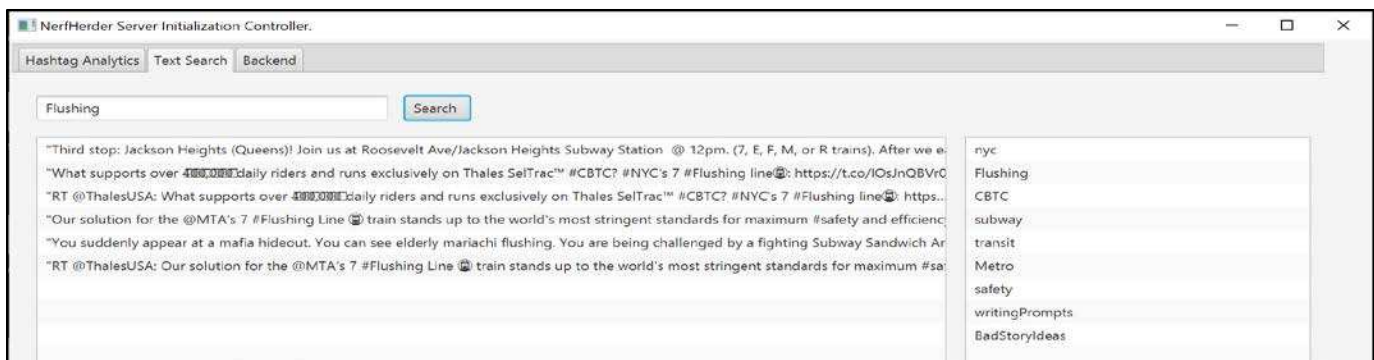 NerfHerder Server Initialization Controller.
Hashtag Analytics Text Search Backend
Flushing Search
"Third stop: Jackson Heights (Queens)! Join us at Roosevelt Ave/Jackson Heights Subway Station @ 12pm. (7, E, F, M, or R trains). After we e
"What supports over daily riders and runs exclusively on Thales SelTrac™ #CBTC? #NYC's 7 #Flushing line🚇: https://t.co/
"RT @ThalesUSA: What supports over daily riders and runs exclusively on Thales SelTrac™ #CBTC? #NYC's 7 #Flushing line🚇: https...
"Our solution for the @MTA's 7 #Flushing Line 🚇 train stands up to the world's most stringent standards for maximum #safety and efficienc
"You suddenly appear at a mafia hideout. You can see elderly mariachi flushing. You are being challenged by a fighting Subway Sandwich Ar
"RT @ThalesUSA: Our solution for the @MTA's 7 #Flushing Line 🚇 train stands up to the world's most stringent standards for maximum #sa
nyc
Flushing
CBTC
subway
transit
Metro
safety
writingPrompts
BadStoryIdeas